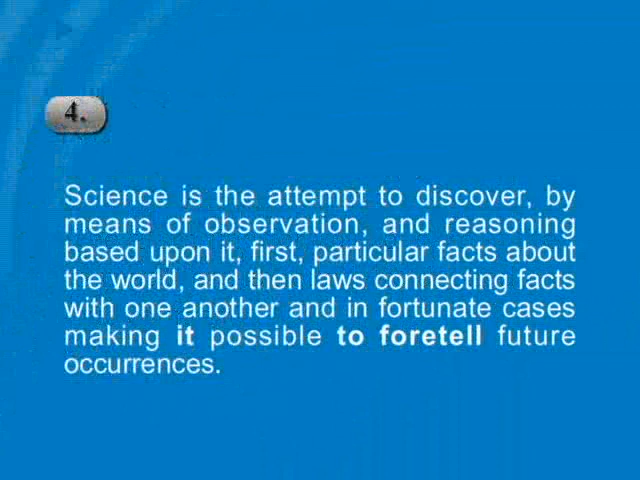 4.
Science is the attempt to discover, by
means of observation, and reasoning
based upon it, first, particular facts about
the world, and then laws connecting facts
with one another and in fortunate cases
making it possible to foretell future
occurrences.